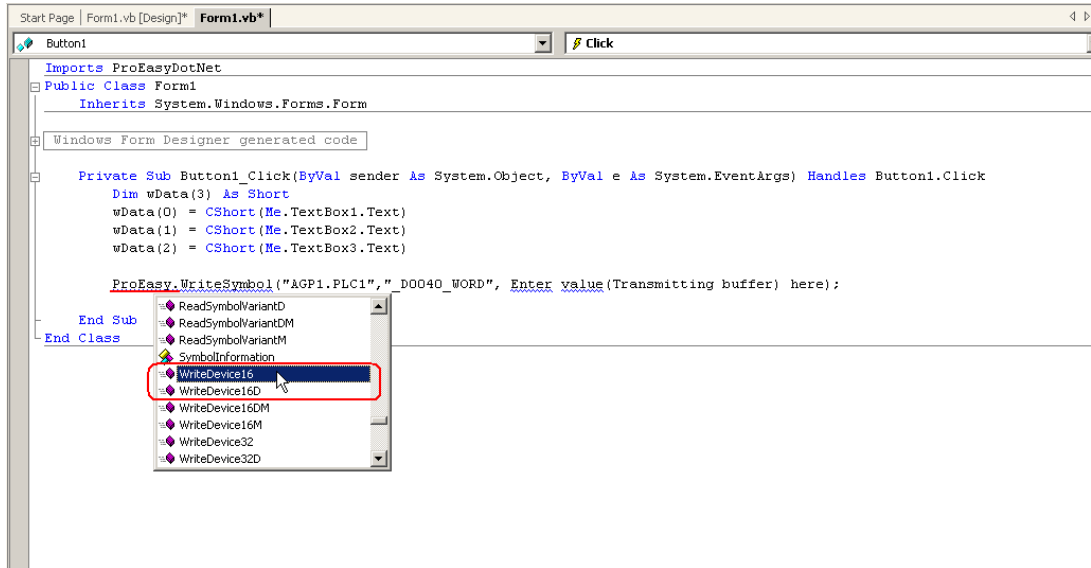 Start Page Form1.vb [Design]* Form1.vb*
Button1 Click
Imports ProEasyDotNet
Public Class Form1
Inherits System.Windows.Forms.Form
Windows Form Designer generated code
Private Sub Button1_Click(ByVal sender As System.Object, ByVal e As System.EventArgs) Handles Button1.Click
Dim wData(3) As Short
wData(0) = CShort(Me.TextBox1.Text)
wData(1) = CShort(Me.TextBox2.Text)
wData(2) = CShort(Me.TextBox3.Text)
ProEasy.WriteSymbol("AGP1.PLC1","_D0040_WORD", Enter value(Transmitting buffer) here);
End Sub
End Class
ReadSymbolVariantD
ReadSymbolVariantDM
ReadSymbolVariantM
SymbolInformation
WriteDevice16
WriteDevice16D
WriteDevice16DM
WriteDevice16M
WriteDevice32
WriteDevice32D